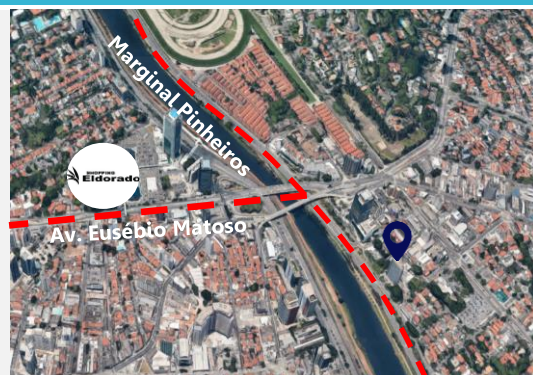 Marginal Pinheiros
SHOPPING
Eldorado
Av. Eusébio Matoso